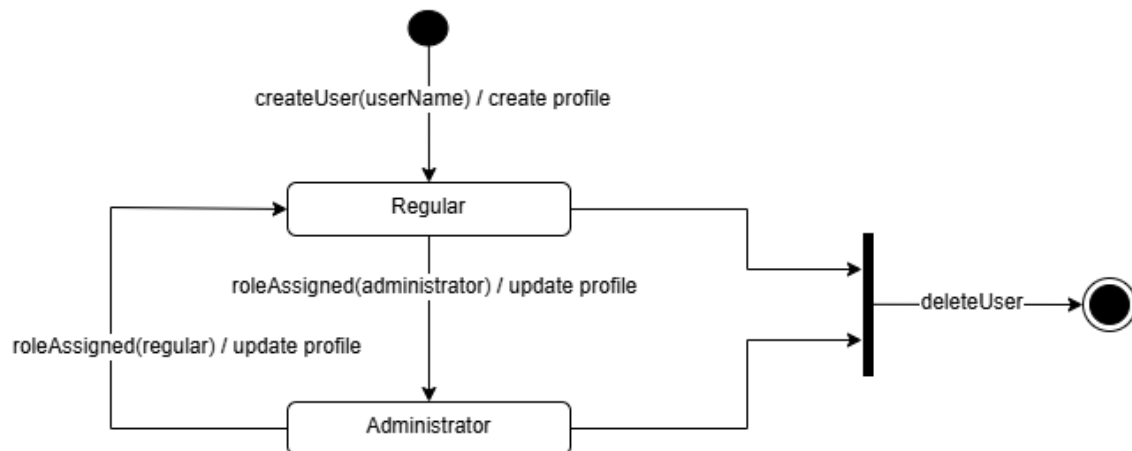 createUser(userName) / create profile
Regular
roleAssigned(administrator) / update profile
deleteUser
roleAssigned(regular) / update profile
Administrator